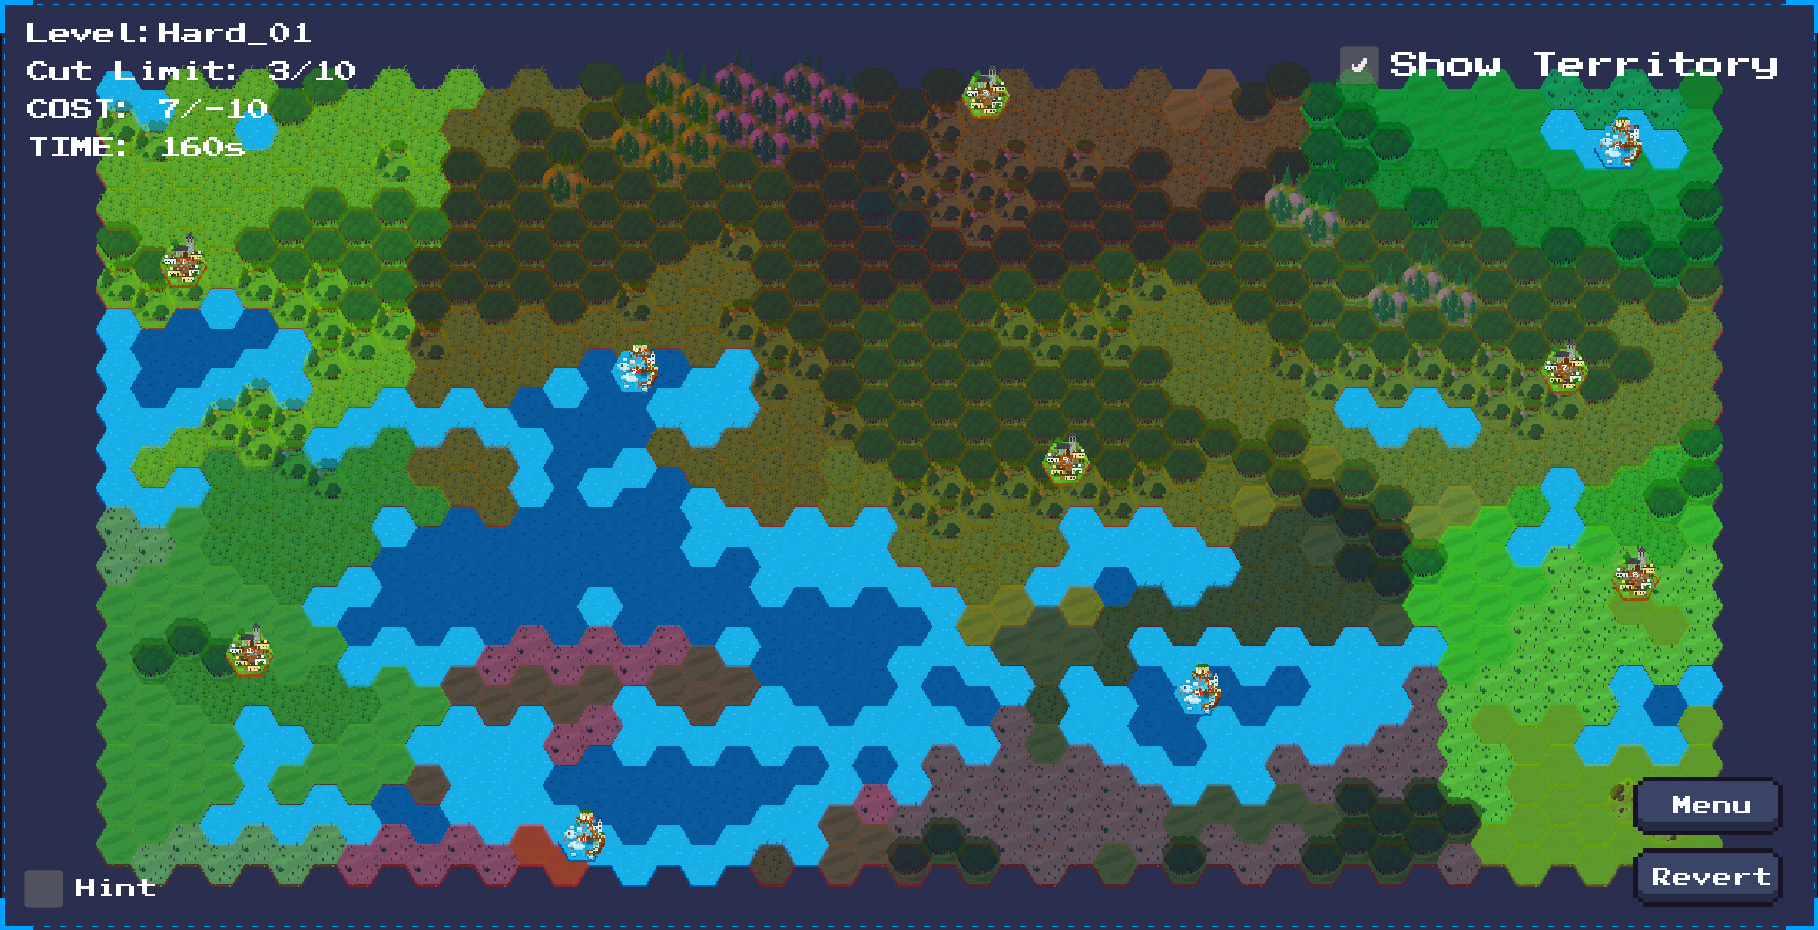 Level:Hard_01
Cut Limit: 3/10
Show Territory
COST: 7/-10
TIME: 160s
Menu
Revert
Hint